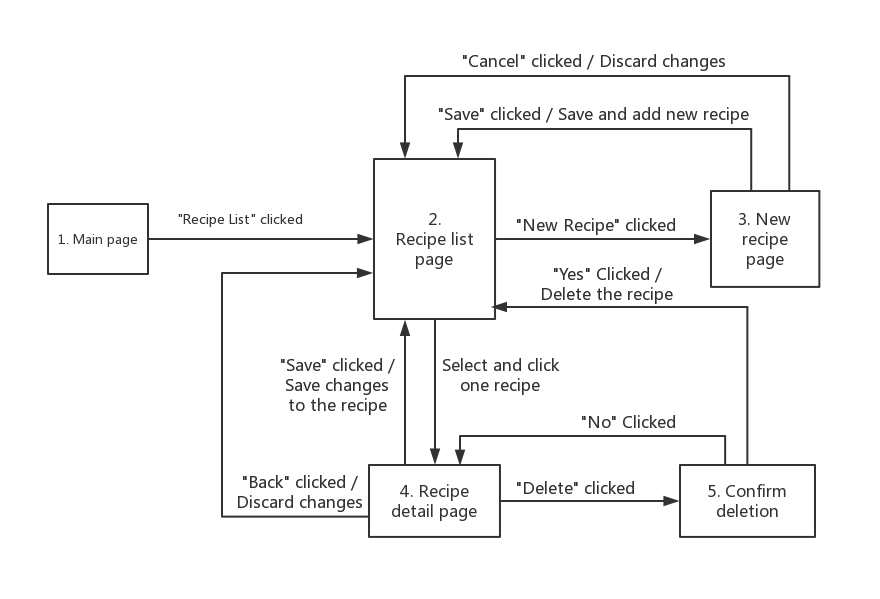 "Cancel" clicked / Discard changes
"Save" clicked / Save and add new recipe
"Recipe List" clicked
1. Main page
2.
Recipe list
page
"New Recipe" clicked
3. New
recipe
page
"Yes" Clicked /
Delete the recipe
"Save" clicked /
Save changes
to the recipe
Select and click
one recipe
"No" Clicked
"Back" clicked /
Discard changes
4. Recipe
detail page
"Delete" clicked
5. Confirm
deletion